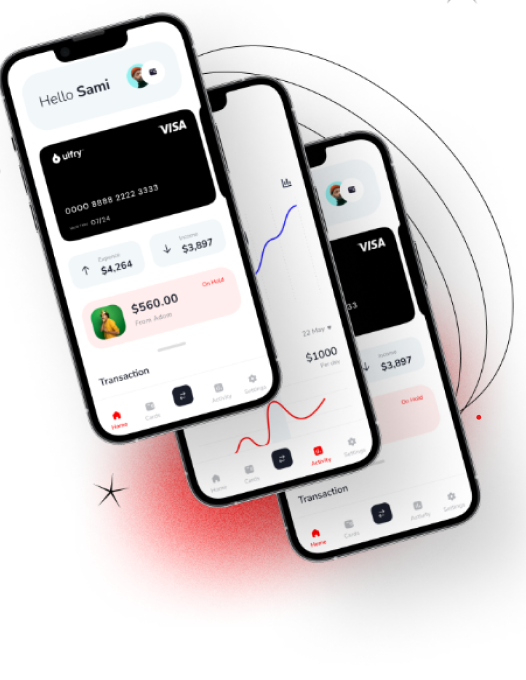 Hello Sami
ulfry
VISA
0000 8888 2222 3333
07/24
Expense
$4,264
Income
$3,897
On Hold
$560.00
From Adom
Transaction
Home
Cards
Activity
Settings
22 May
$1000
Per day
Home
Cards
Activity
Settings
VISA
33
Income
$3,897
On Hold
Transaction
Home
Cards
Activity
Settings